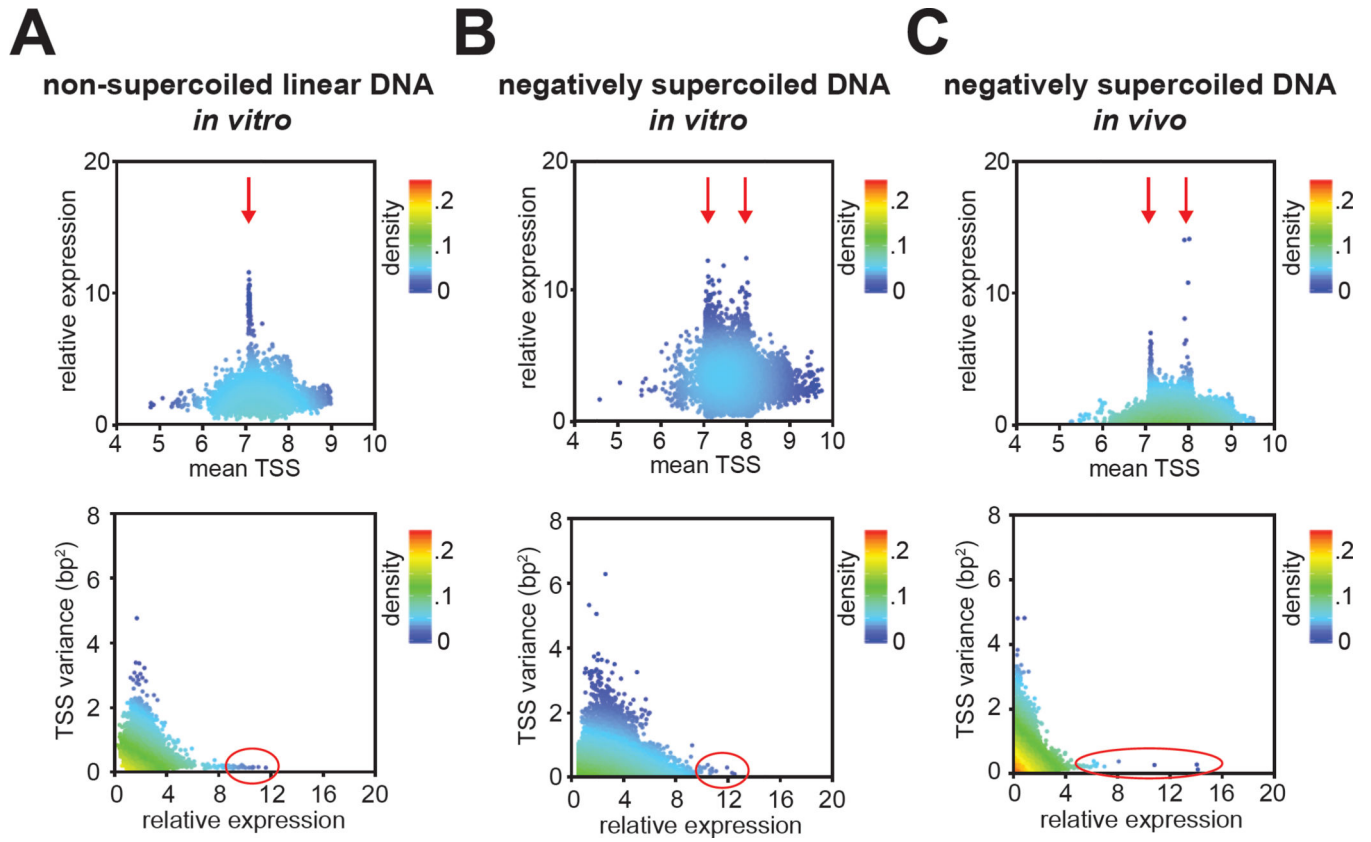 A
B
C
non-supercoiled linear DNA
in vitro
negatively supercoiled DNA
in vitro
negatively supercoiled DNA
in vivo
relative expression
20
10
0
4 5 6 7 8 9 10
mean TSS
density
.2
.1
0
relative expression
20
10
0
4 5 6 7 8 9 10
mean TSS
density
.2
.1
0
relative expression
20
10
0
4 5 6 7 8 9 10
mean TSS
density
.2
.1
0
TSS variance (bp²)
8
6
4
2
0
0 4 8 12 16 20
relative expression
density
.2
.1
0
TSS variance (bp²)
8
6
4
2
0
0 4 8 12 16 20
relative expression
density
.2
.1
0
TSS variance (bp²)
8
6
4
2
0
0 4 8 12 16 20
relative expression
density
.2
.1
0